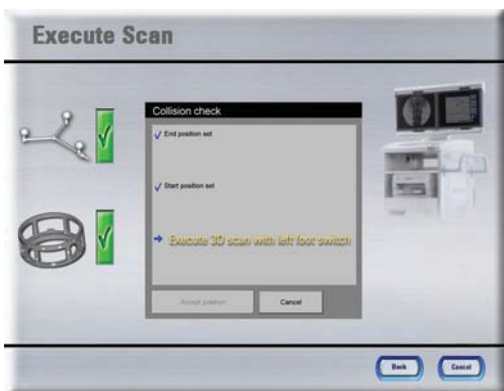 Execute Scan
Collision check
End position set
Start position set
Execute 3D scan with left foot switch
Accept position
Cancel
Back
Cancel